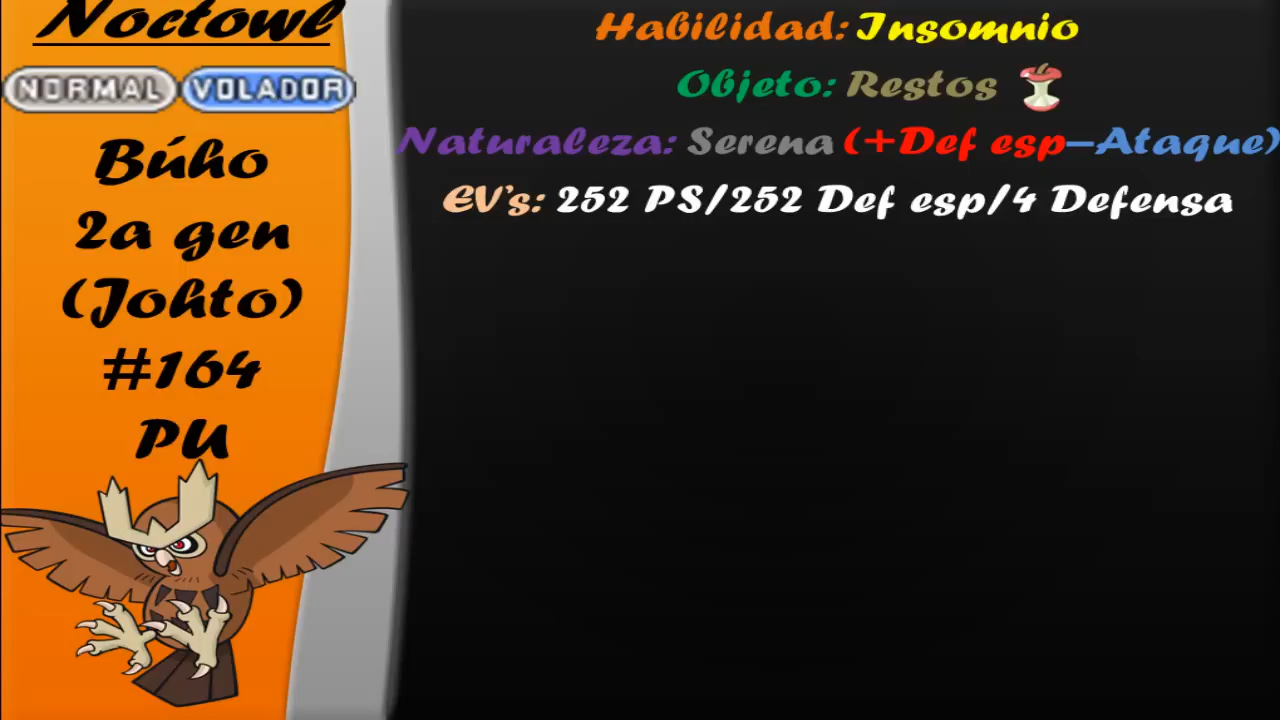 Noctowl
NORMAL VOLADOR
Búho
2a gen
(Johto)
#164
PU
Habilidad: Insomnio
Objeto: Restos
Naturaleza: Serena (+Def esp–Ataque)
EV's: 252 PS/252 Def esp/4 Defensa